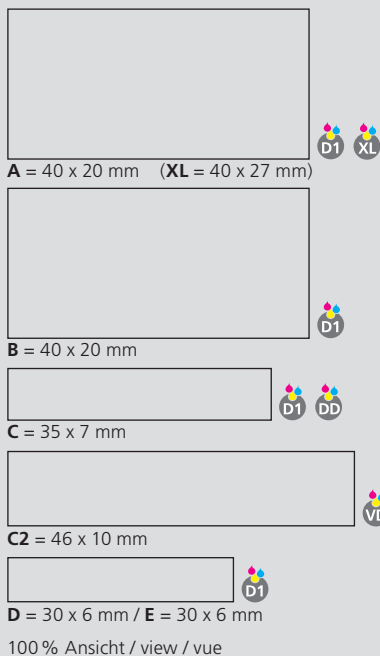 D1 XL
A = 40 x 20 mm (XL = 40 x 27 mm)
D1
B = 40 x 20 mm
D1 DD
C = 35 x 7 mm
C2 = 46 x 10 mm
D1
D = 30 x 6 mm / E = 30 x 6 mm
100 % Ansicht / view / vue